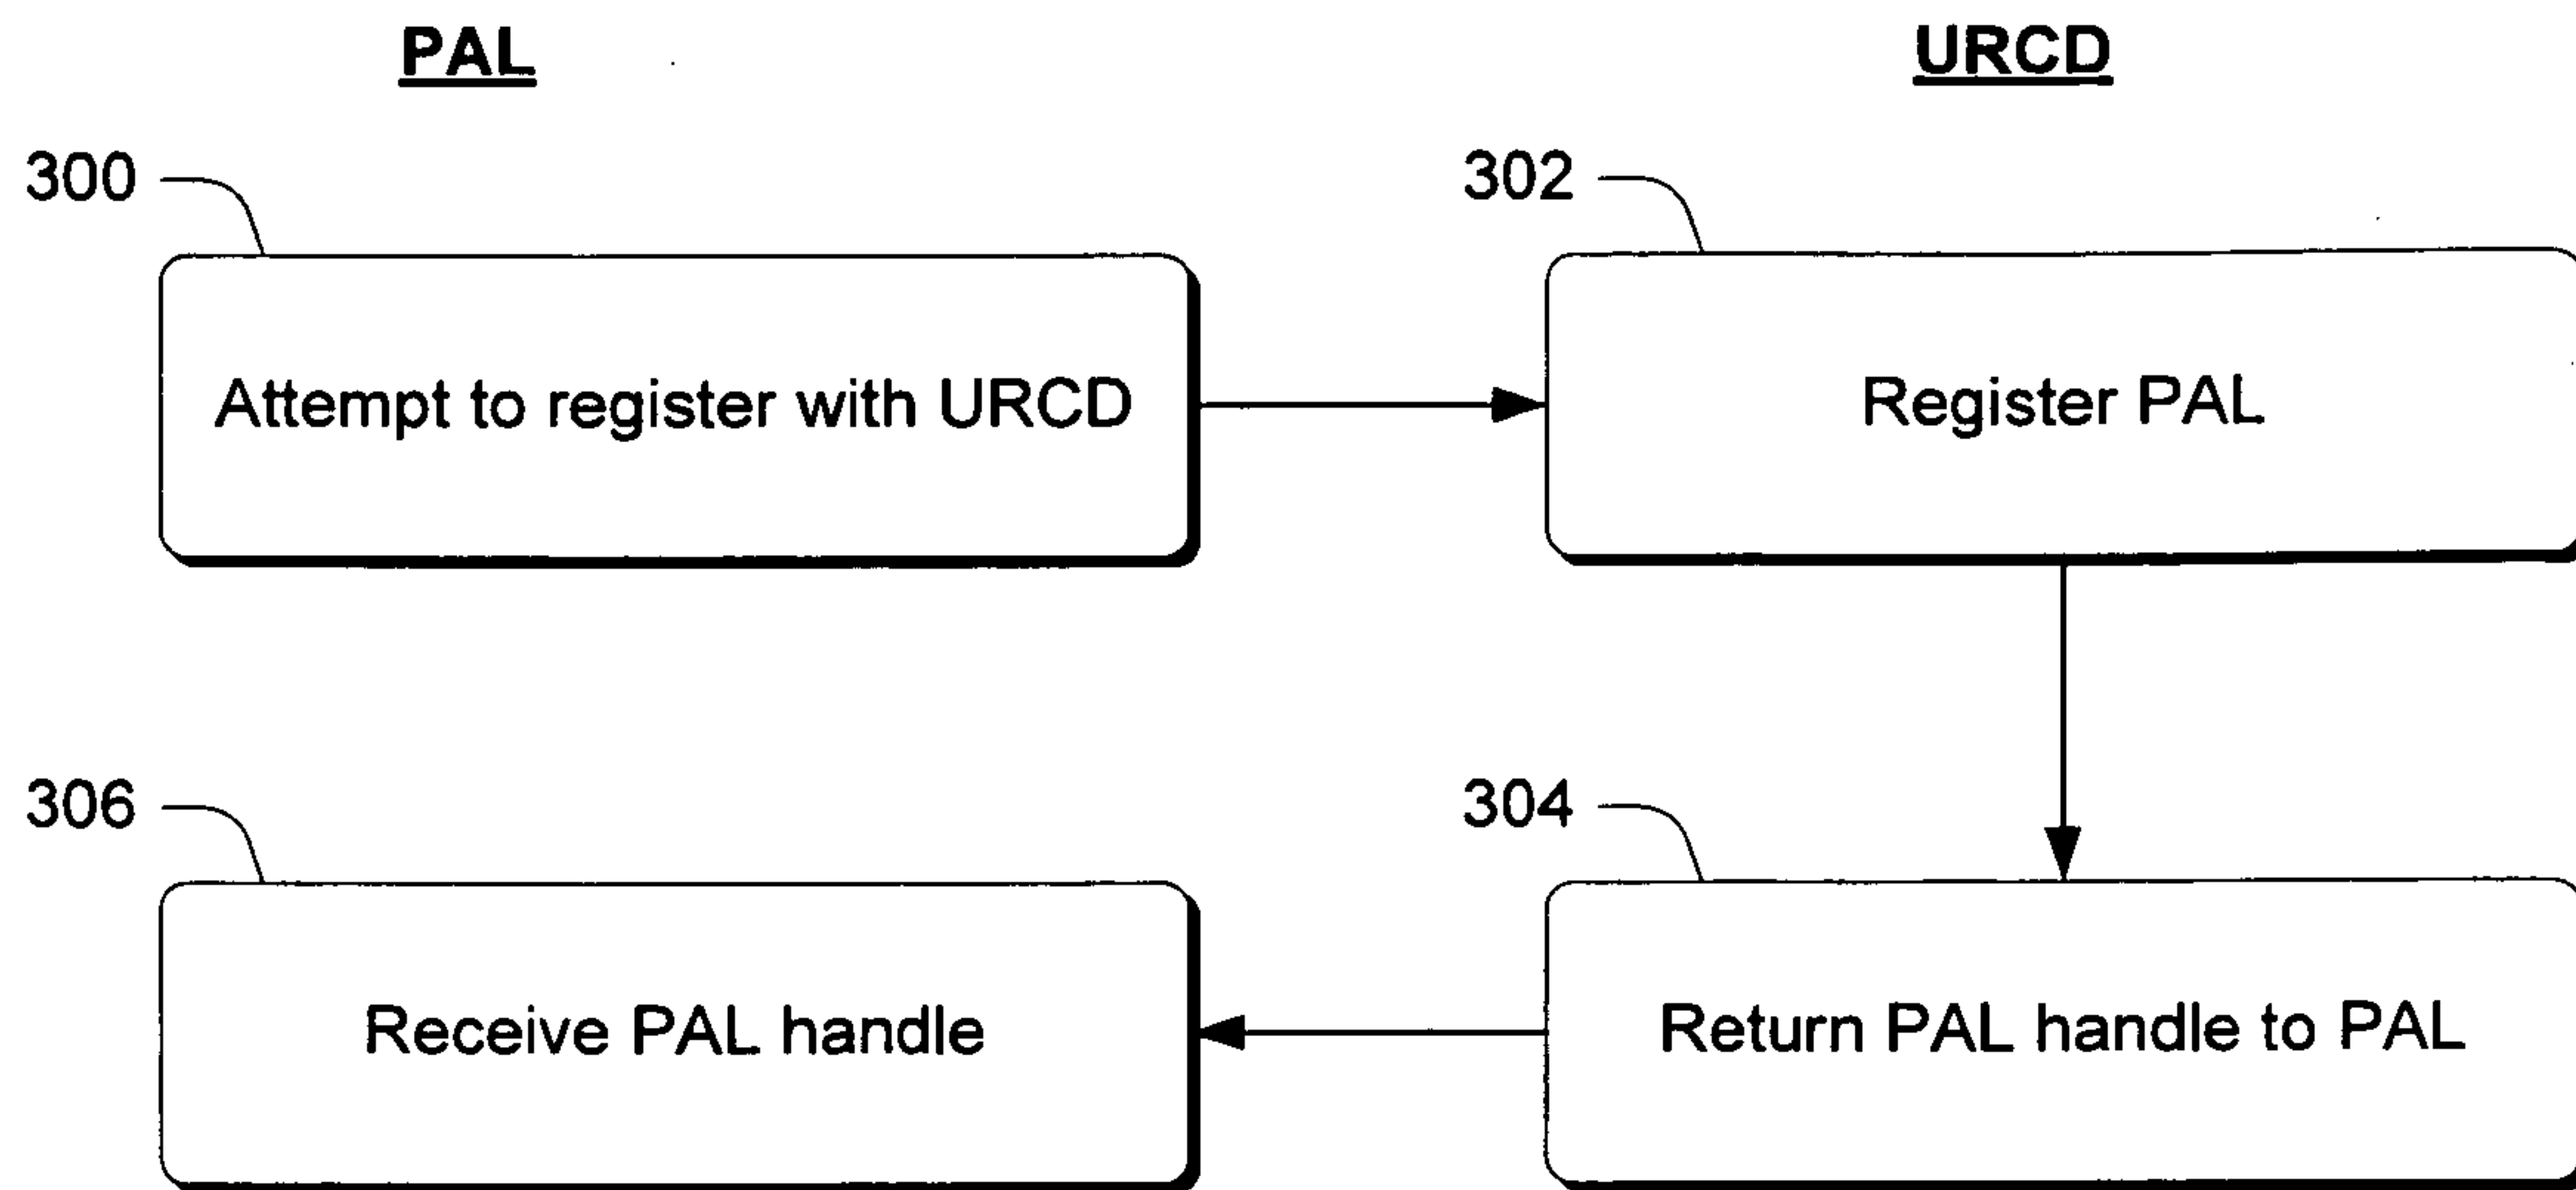 PAL
URCD
300
302
Attempt to register with URCD
Register PAL
306
304
Receive PAL handle
Return PAL handle to PAL